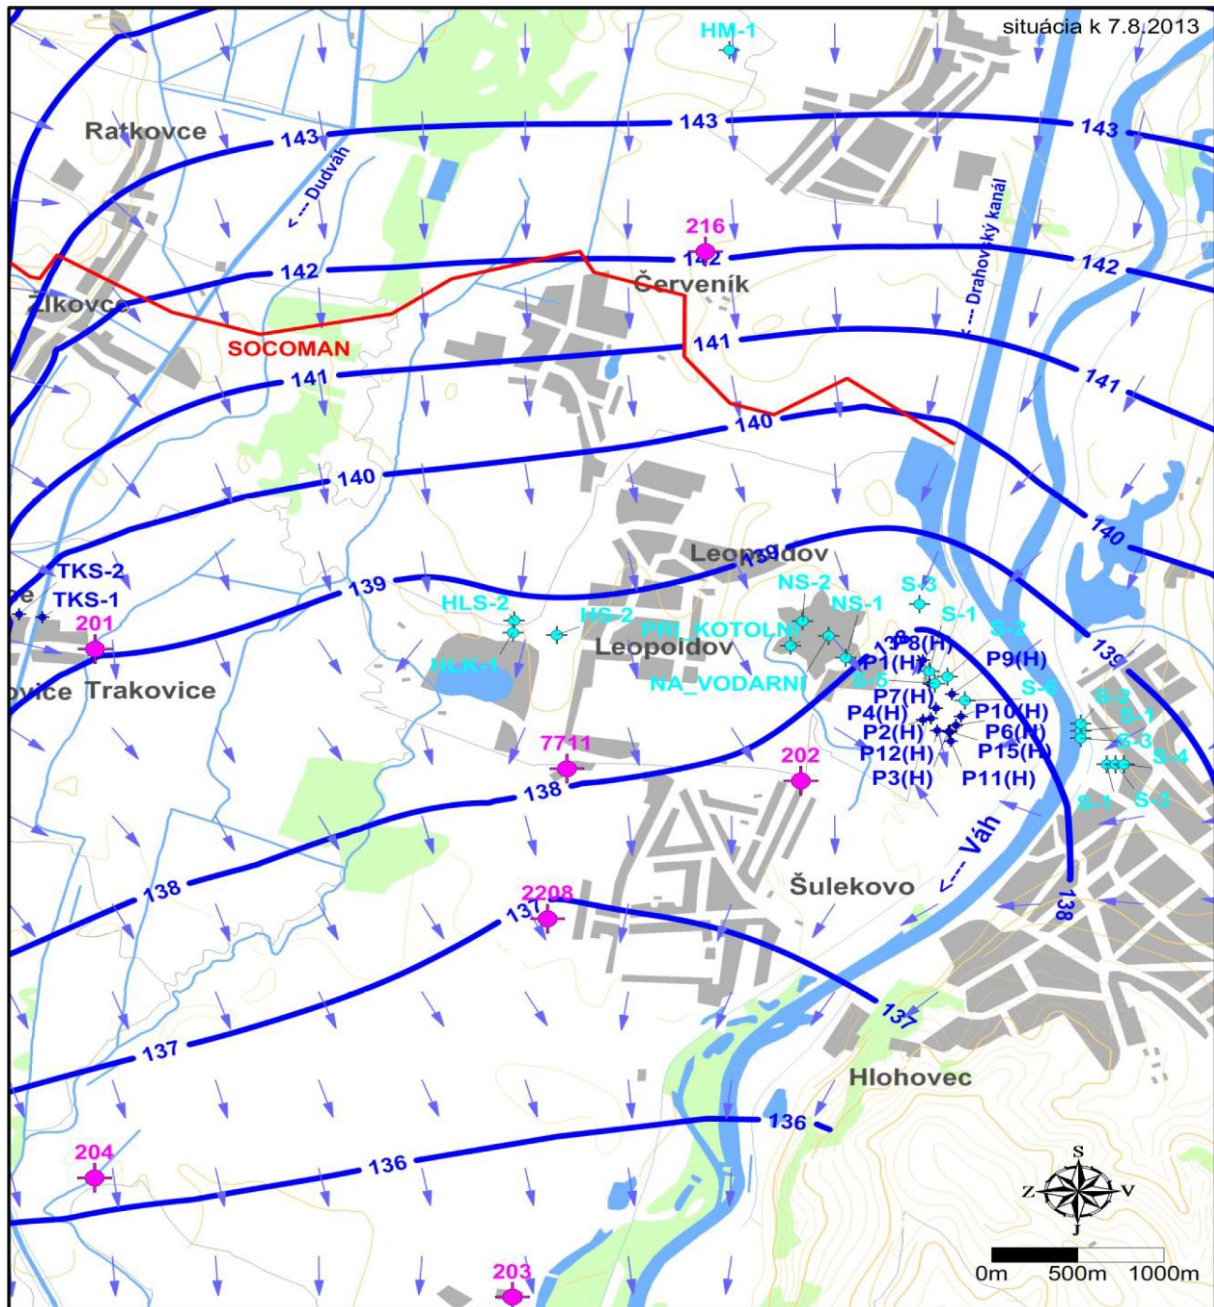 situácia k 7.8.2013
HM-1
143
143
143
Ratkovce
< --- Dudváh
216
142
142
142
< --- Drahovský kanál
Červeník
Žlkovce
SOCOMAN
141
141
141
140
140
140
Leopoldov
139
139
139
TKS-2
TKS-1
201
Trakovice
HLS-2
HS-2
HLK-1
NS-2
NS-1
PRI_KOTOLNI
Leopoldov
NA_VODARNI
S-3
S-1
S-2
138
P8(H)
P1(H)
P9(H)
S-5
S-6
P7(H)
P4(H)
P10(H)
P2(H)
P6(H)
P12(H)
P15(H)
P3(H)
P11(H)
S-2
S-1
S-3
S-4
S-1
S-3
7711
202
138
138
138
<---- Váh
Šulekovo
2208
137
137
137
Hlohovec
136
136
204
203
S
Z
V
J
0m
500m
1000m